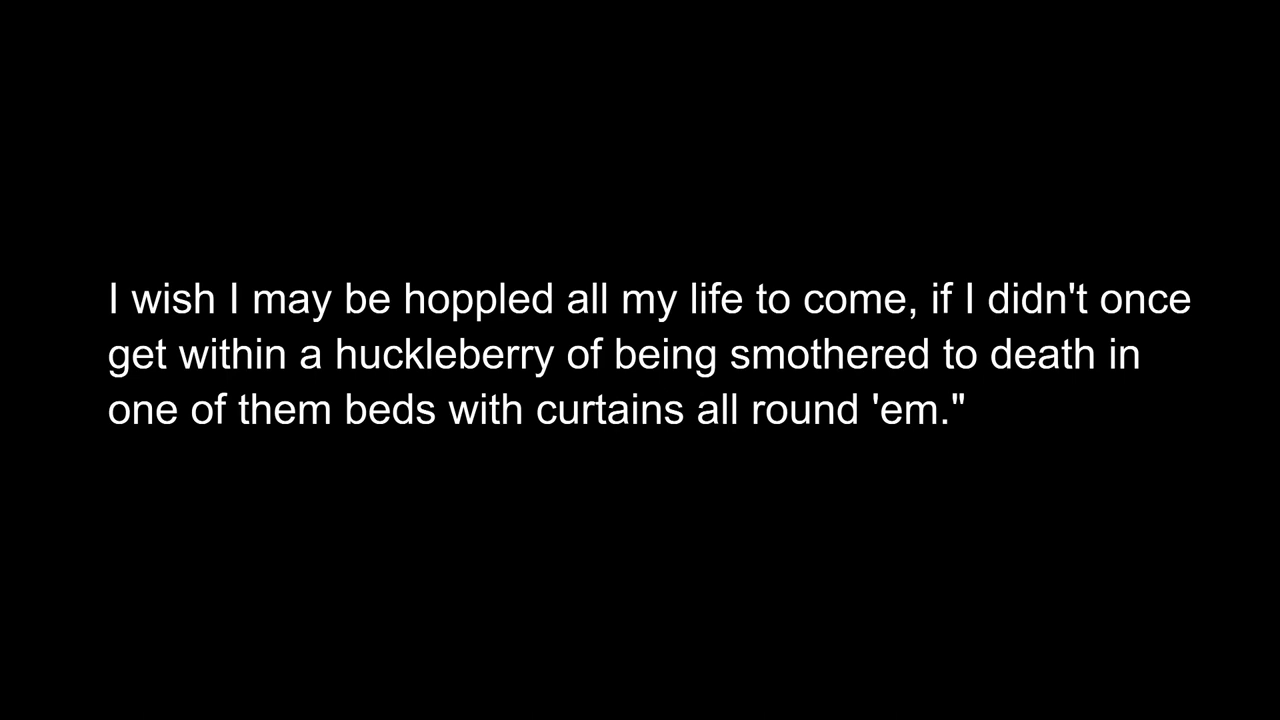 I wish I may be hoppled all my life to come, if I didn't once
get within a huckleberry of being smothered to death in
one of them beds with curtains all round 'em."